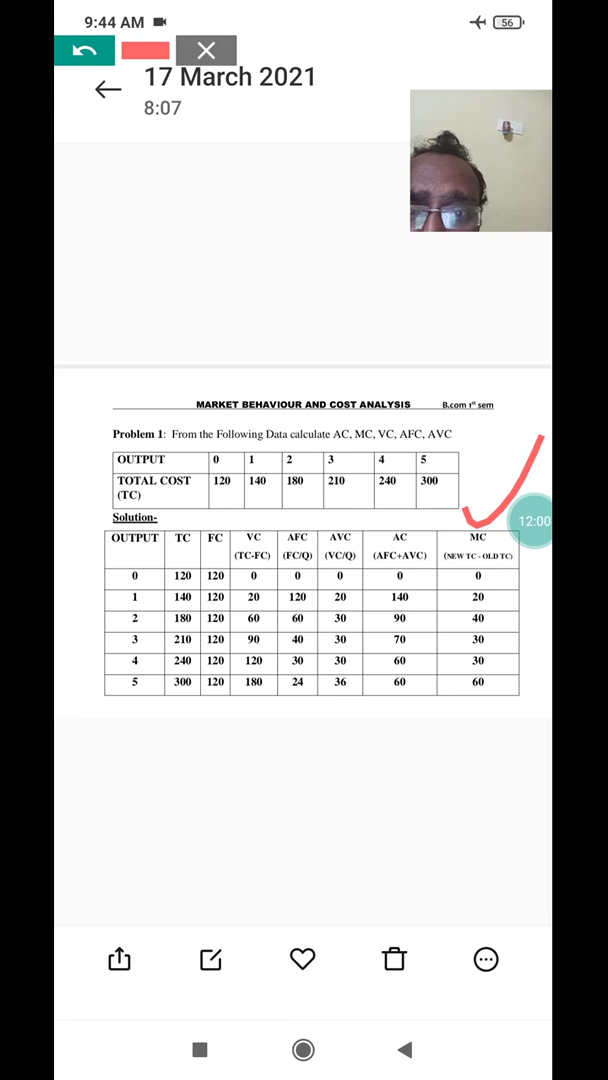 9:44 AM 56
17 March 2021
8:07
MARKET BEHAVIOUR AND COST ANALYSIS B.com 1st sem
Problem 1: From the Following Data calculate AC, MC, VC, AFC, AVC
OUTPUT 0 1 2 3 4 5
TOTAL COST 120 140 180 210 240 300
(TC)
Solution-
12:00
OUTPUT TC FC VC AFC AVC AC MC
(TC-FC) (FC/Q) (VC/Q) (AFC+AVC) (NEW TC - OLD TC)
0 120 120 0 0 0 0 0
1 140 120 20 120 20 140 20
2 180 120 60 60 30 90 40
3 210 120 90 40 30 70 30
4 240 120 120 30 30 60 30
5 300 120 180 24 36 60 60